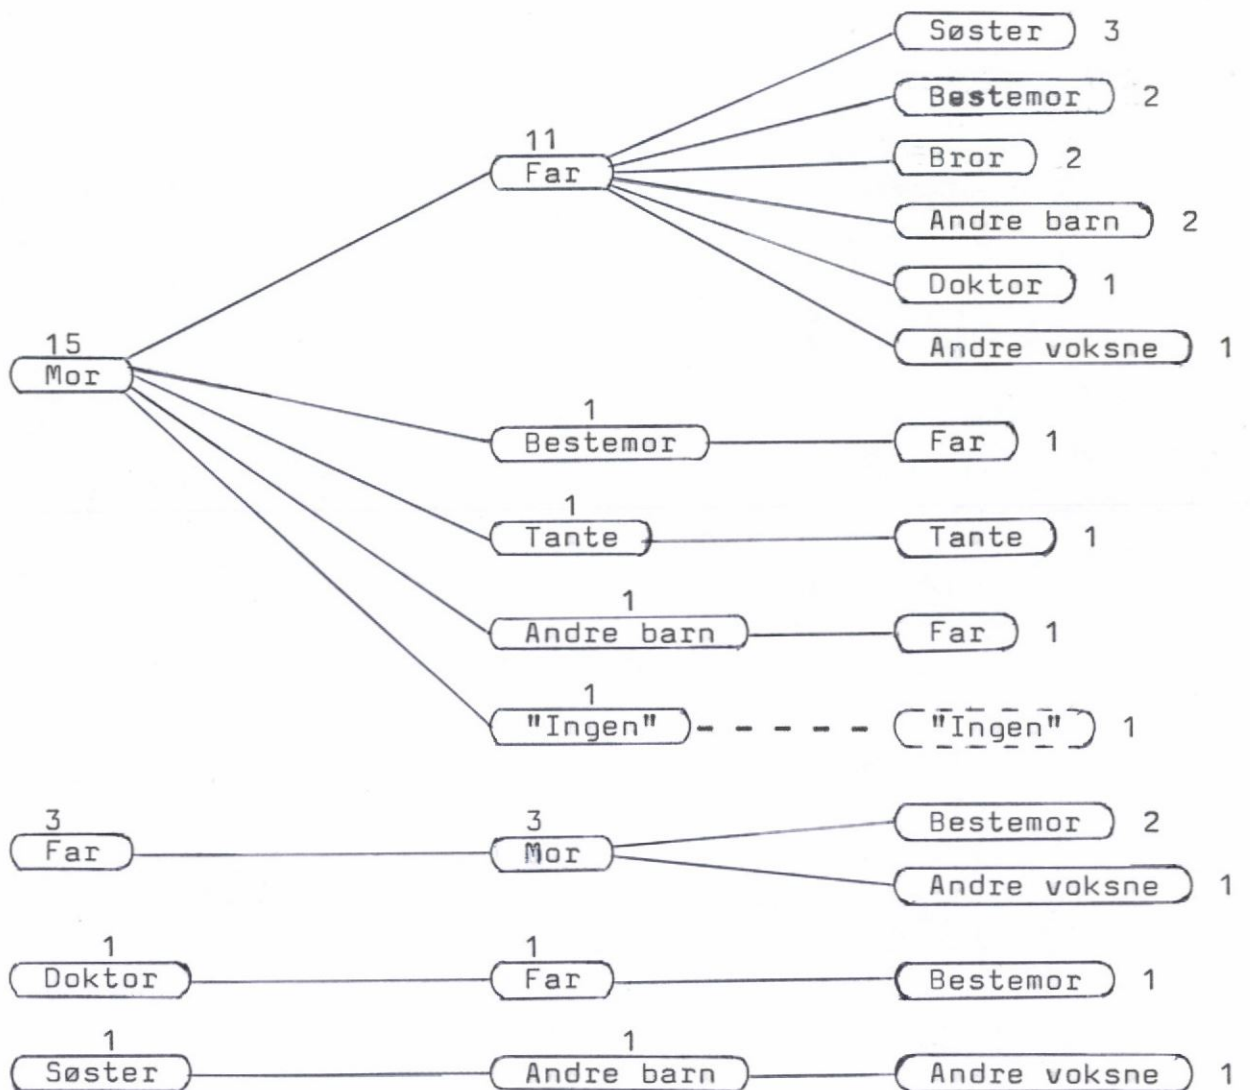 Søster 3
Bestemor 2
11
Far
Bror 2
Andre barn 2
Doktor 1
15
Mor
Andre voksne 1
1
Bestemor
Far 1
1
Tante
Tante 1
1
Andre barn
Far 1
1
"Ingen"
"Ingen" 1
3
Far
3
Mor
Bestemor 2
Andre voksne 1
1
Doktor
1
Far
Bestemor 1
1
Søster
1
Andre barn
Andre voksne 1